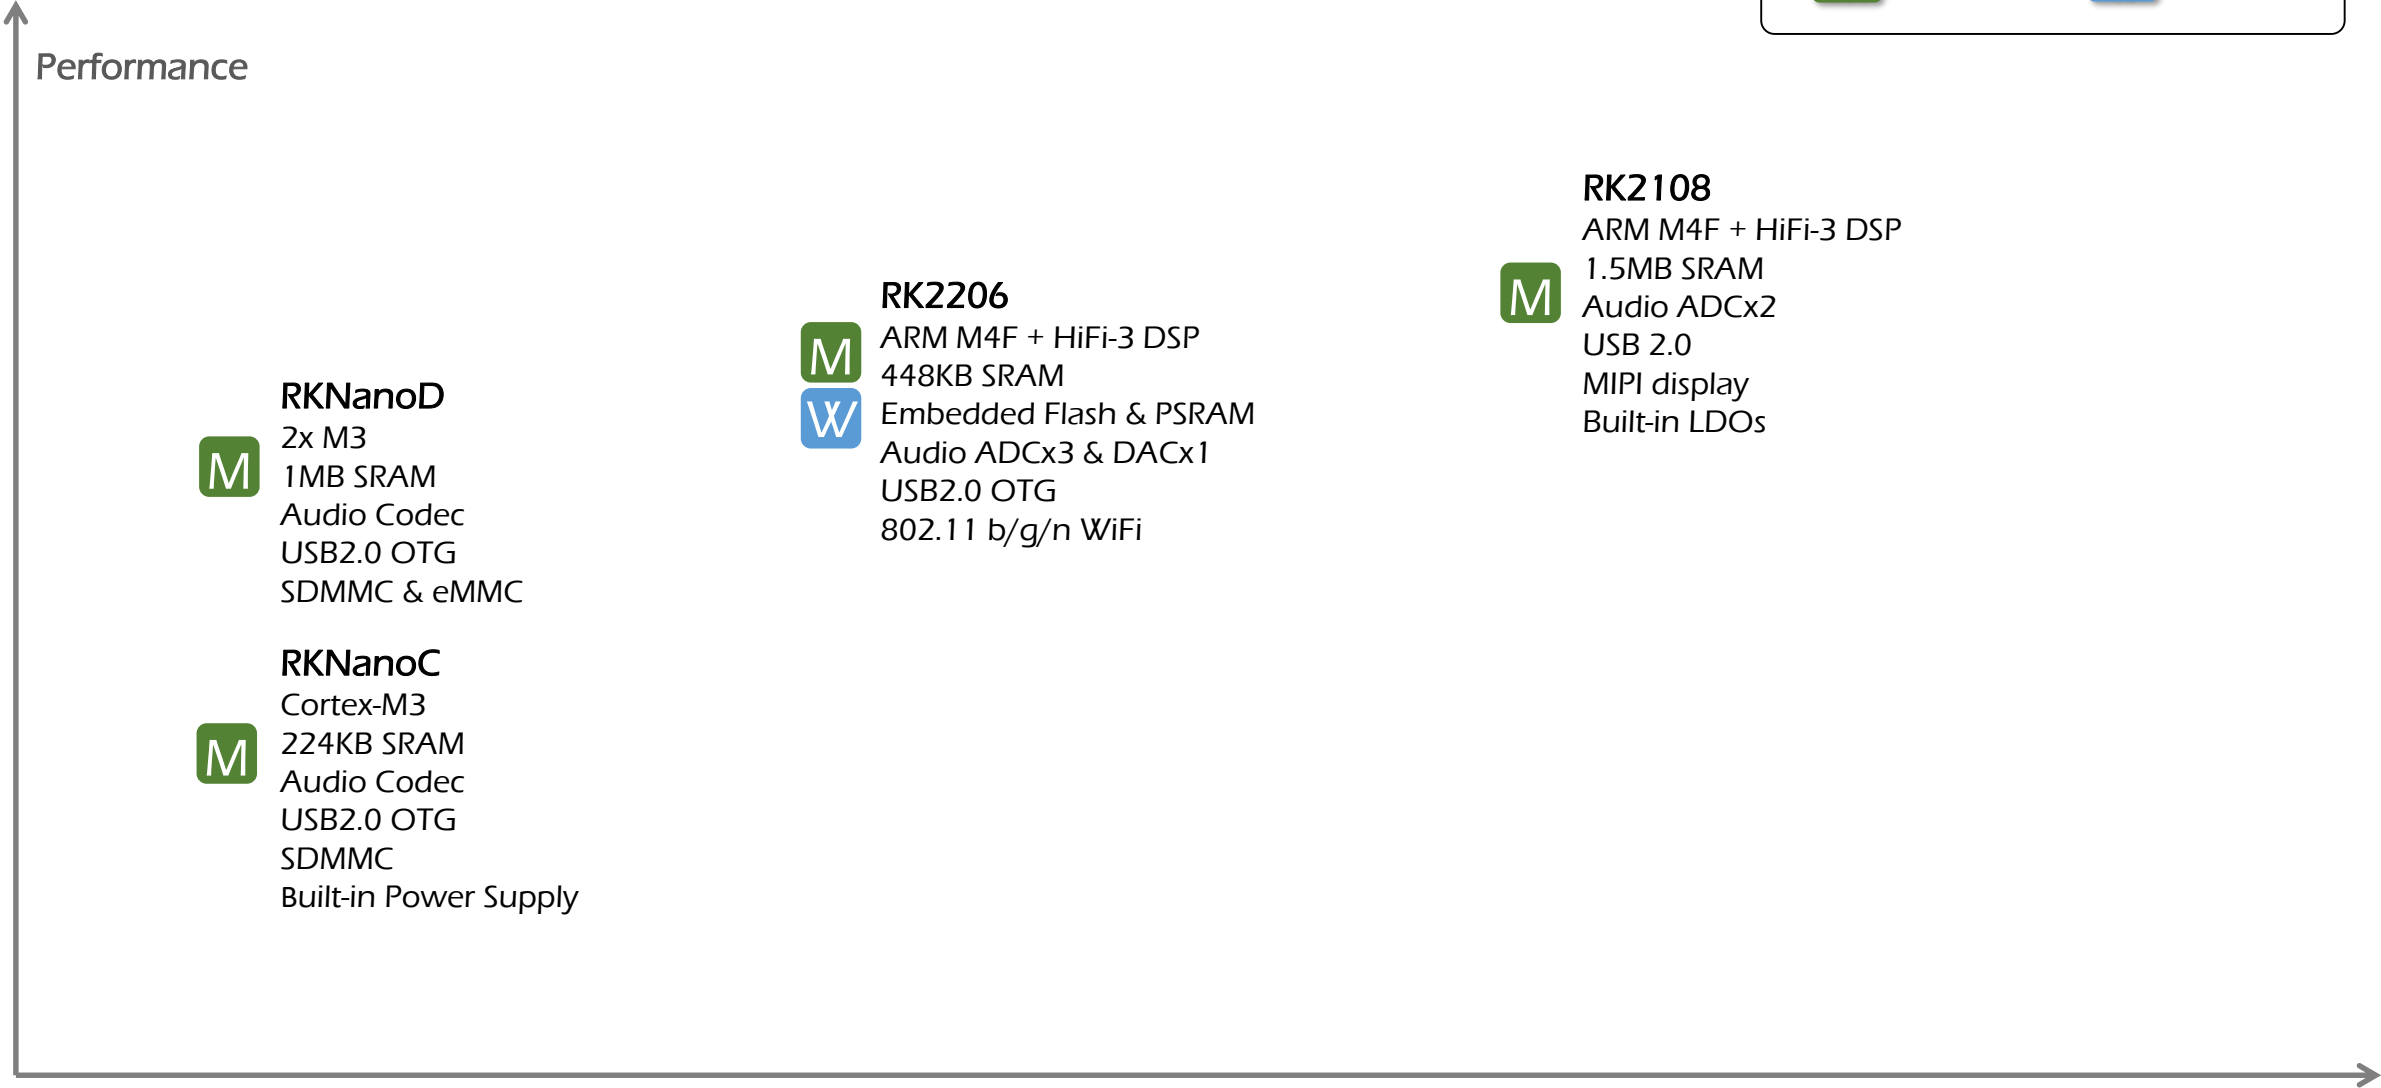 Performance
RK2108
ARM M4F + HiFi-3 DSP
1.5MB SRAM
M
Audio ADCx2
USB 2.0
MIPI display
Built-in LDOs
RK2206
M
ARM M4F + HiFi-3 DSP
448KB SRAM
W
Embedded Flash & PSRAM
Audio ADCx3 & DACx1
USB2.0 OTG
802.11 b/g/n WiFi
RKNanoD
2x M3
M
1MB SRAM
Audio Codec
USB2.0 OTG
SDMMC & eMMC
RKNanoC
Cortex-M3
M
224KB SRAM
Audio Codec
USB2.0 OTG
SDMMC
Built-in Power Supply